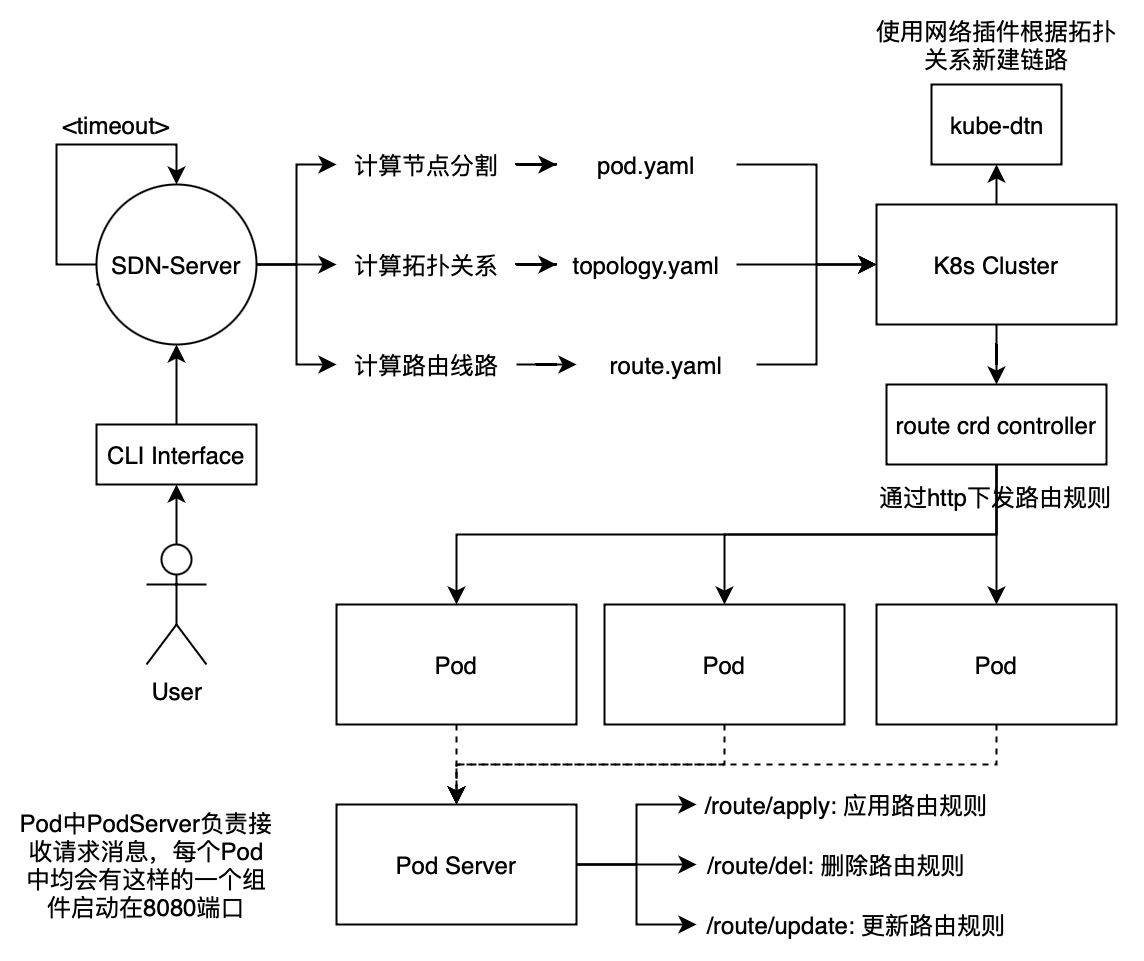 使用网络插件根据拓扑
关系新建链路
<timeout>
kube-dtn
计算节点分割
pod.yaml
SDN-Server
计算拓扑关系
topology.yaml
K8s Cluster
计算路由线路
route.yaml
route crd controller
CLI Interface
通过http下发路由规则
User
Pod
Pod
Pod
Pod中PodServer负责接
收请求消息，每个Pod
中均会有这样的一个组
件启动在8080端口
Pod Server
/route/apply: 应用路由规则
/route/del: 删除路由规则
/route/update: 更新路由规则